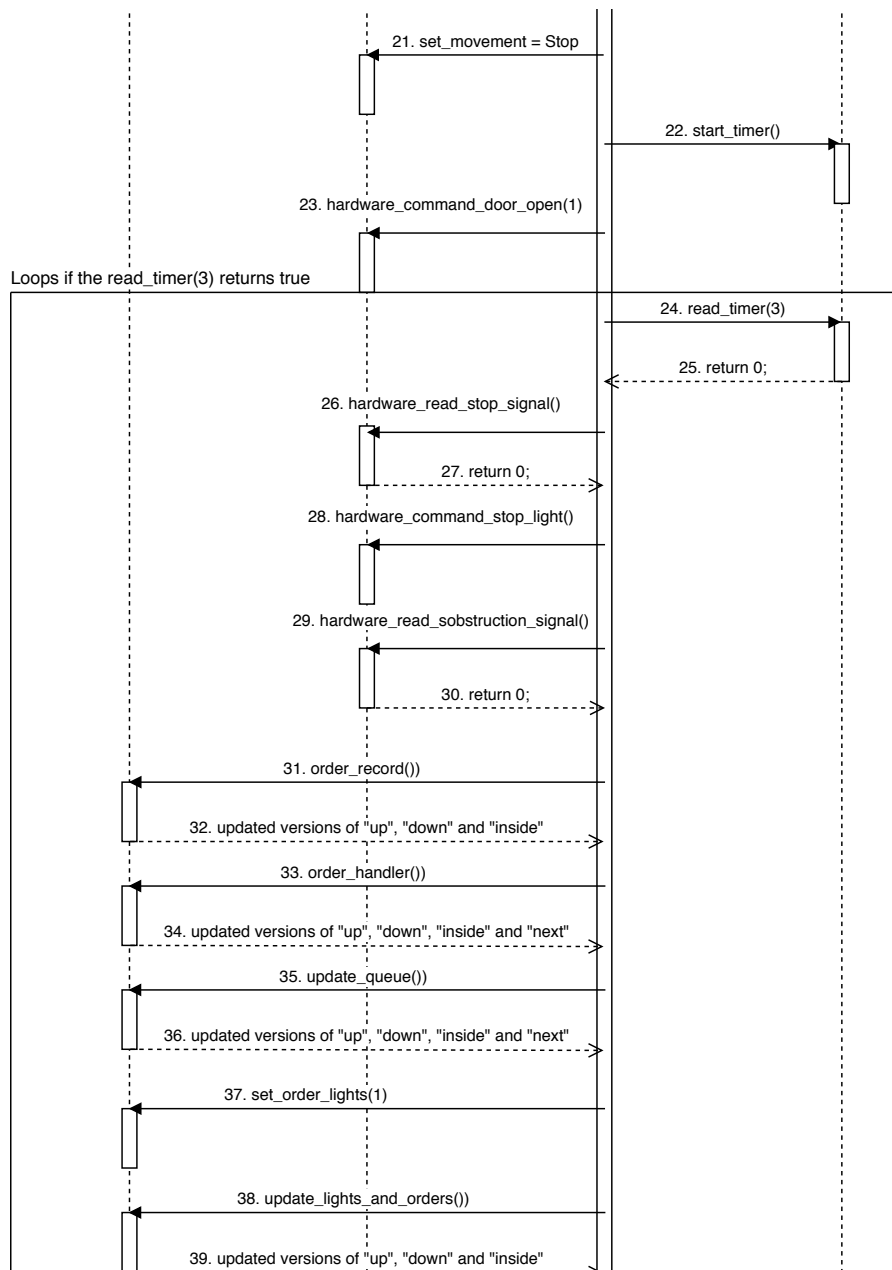 21. set_movement = Stop
22. start_timer()
23. hardware_command_door_open(1)
Loops if the read_timer(3) returns true
24. read_timer(3)
25. return 0;
26. hardware_read_stop_signal()
27. return 0;
28. hardware_command_stop_light()
29. hardware_read_sobstruction_signal()
30. return 0;
31. order_record())
32. updated versions of "up", "down" and "inside"
33. order_handler())
34. updated versions of "up", "down", "inside" and "next"
35. update_queue())
36. updated versions of "up", "down", "inside" and "next"
37. set_order_lights(1)
38. update_lights_and_orders())
39. updated versions of "up", "down" and "inside"